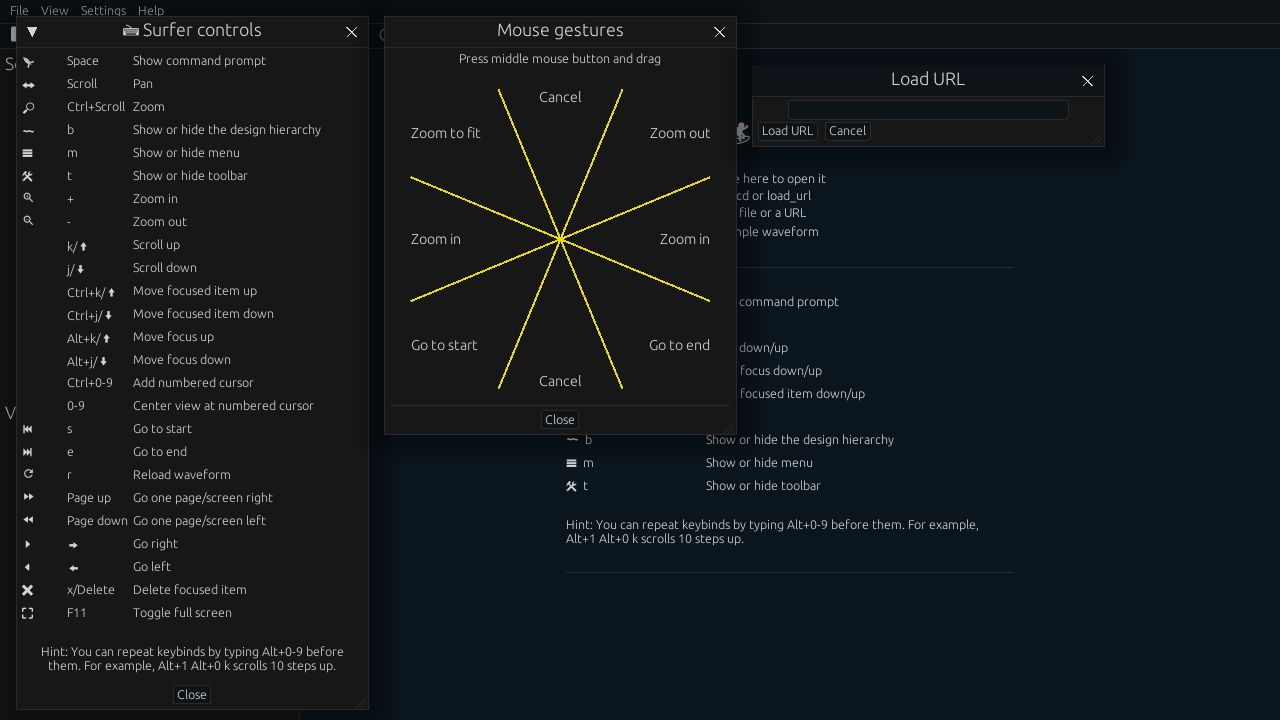 File View Settings Help
Surfer controls
Space Show command prompt
Scroll Pan
Ctrl+Scroll Zoom
b Show or hide the design hierarchy
m Show or hide menu
t Show or hide toolbar
+ Zoom in
- Zoom out
k/⬆ Scroll up
j/⬇ Scroll down
Ctrl+k/⬆ Move focused item up
Ctrl+j/⬇ Move focused item down
Alt+k/⬆ Move focus up
Alt+j/⬇ Move focus down
Ctrl+0-9 Add numbered cursor
0-9 Center view at numbered cursor
s Go to start
e Go to end
r Reload waveform
Page up Go one page/screen right
Page down Go one page/screen left
➡ Go right
⬅ Go left
x/Delete Delete focused item
F11 Toggle full screen
Hint: You can repeat keybinds by typing Alt+0-9 before
them. For example, Alt+1 Alt+0 k scrolls 10 steps up.
Close
Mouse gestures
Press middle mouse button and drag
Cancel
Zoom to fit Zoom out
Zoom in Zoom in
Go to start Go to end
Cancel
Close
Load URL
Load URL Cancel
here to open it
or load_url
file or a URL
waveform
command prompt
down/up
focus down/up
focused item down/up
b Show or hide the design hierarchy
m Show or hide menu
t Show or hide toolbar
Hint: You can repeat keybinds by typing Alt+0-9 before them. For example,
Alt+1 Alt+0 k scrolls 10 steps up.